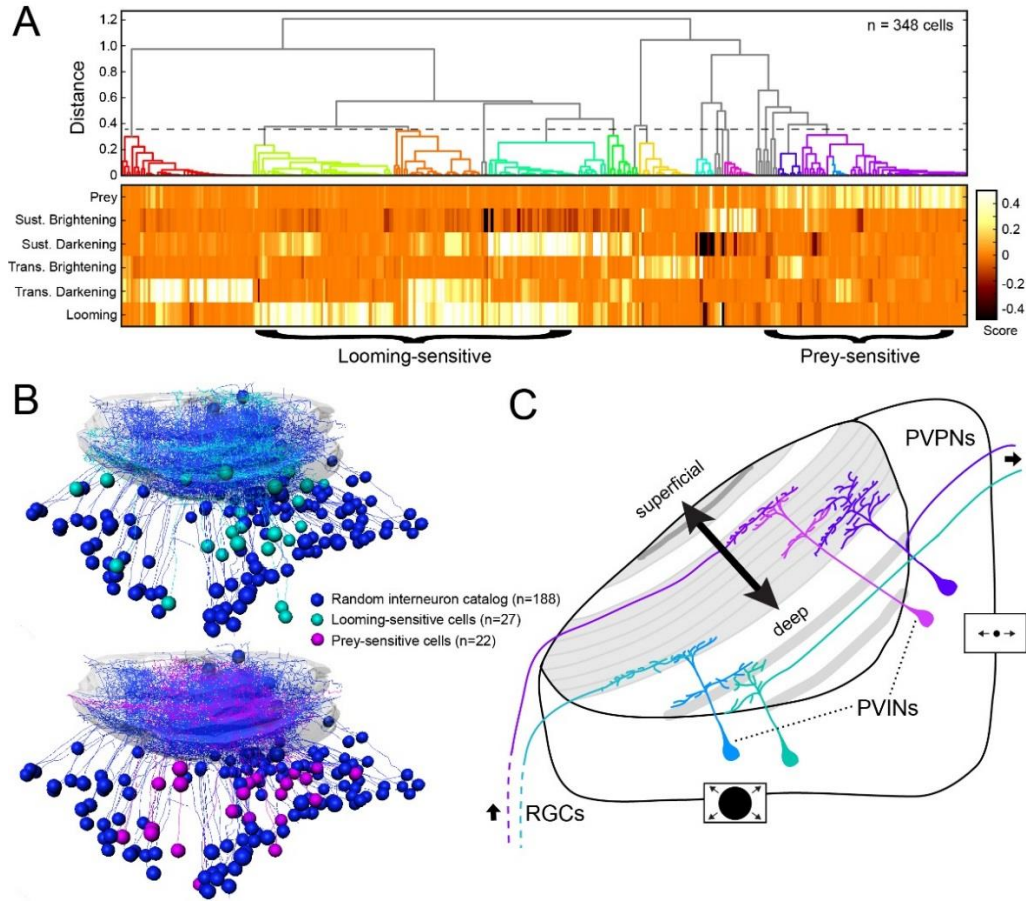 A
n = 348 cells
Distance
1.2
1.0
0.8
0.6
0.4
0.2
0
Prey
Sust. Brightening
Sust. Darkening
Trans. Brightening
Trans. Darkening
Looming
0.4
0.2
0
-0.2
-0.4
Score
Looming-sensitive
Prey-sensitive
B
Random interneuron catalog (n=188)
Looming-sensitive cells (n=27)
Prey-sensitive cells (n=22)
C
PVPNs
superficial
deep
PVINs
RGCs